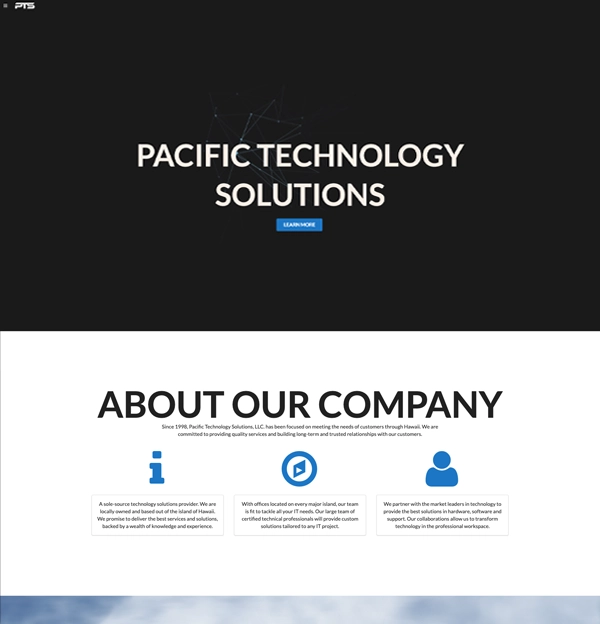 PTS
PACIFIC TECHNOLOGY
SOLUTIONS
LEARN MORE
ABOUT OUR COMPANY
Since 1998, Pacific Technology Solutions, LLC. has been focused on meeting the needs of customers through Hawaii. We are
committed to providing quality services and building long-term and trusted relationships with our customers.
A sole-source technology solutions provider. We are
locally owned and based out of the island of Hawaii.
We promise to deliver the best services and solutions,
backed by a wealth of knowledge and experience.
With offices located on every major island, our team
is fit to tackle all your IT needs. Our large team of
certified technical professionals will provide custom
solutions tailored to any IT project.
We partner with the market leaders in technology to
provide the best solutions in hardware, software and
support. Our collaborations allow us to transform
technology in the professional workspace.